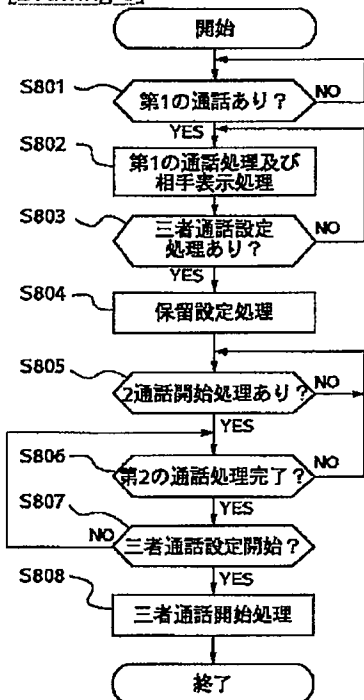 開始
S801
第1の通話あり?
NO
YES
S802
第1の通話処理及び
相手表示処理
S803
三者通話設定
処理あり?
NO
YES
S804
保留設定処理
S805
2通話開始処理あり?
NO
YES
S806
第2の通話処理完了?
NO
YES
S807
三者通話設定開始?
NO
YES
S808
三者通話開始処理
終了